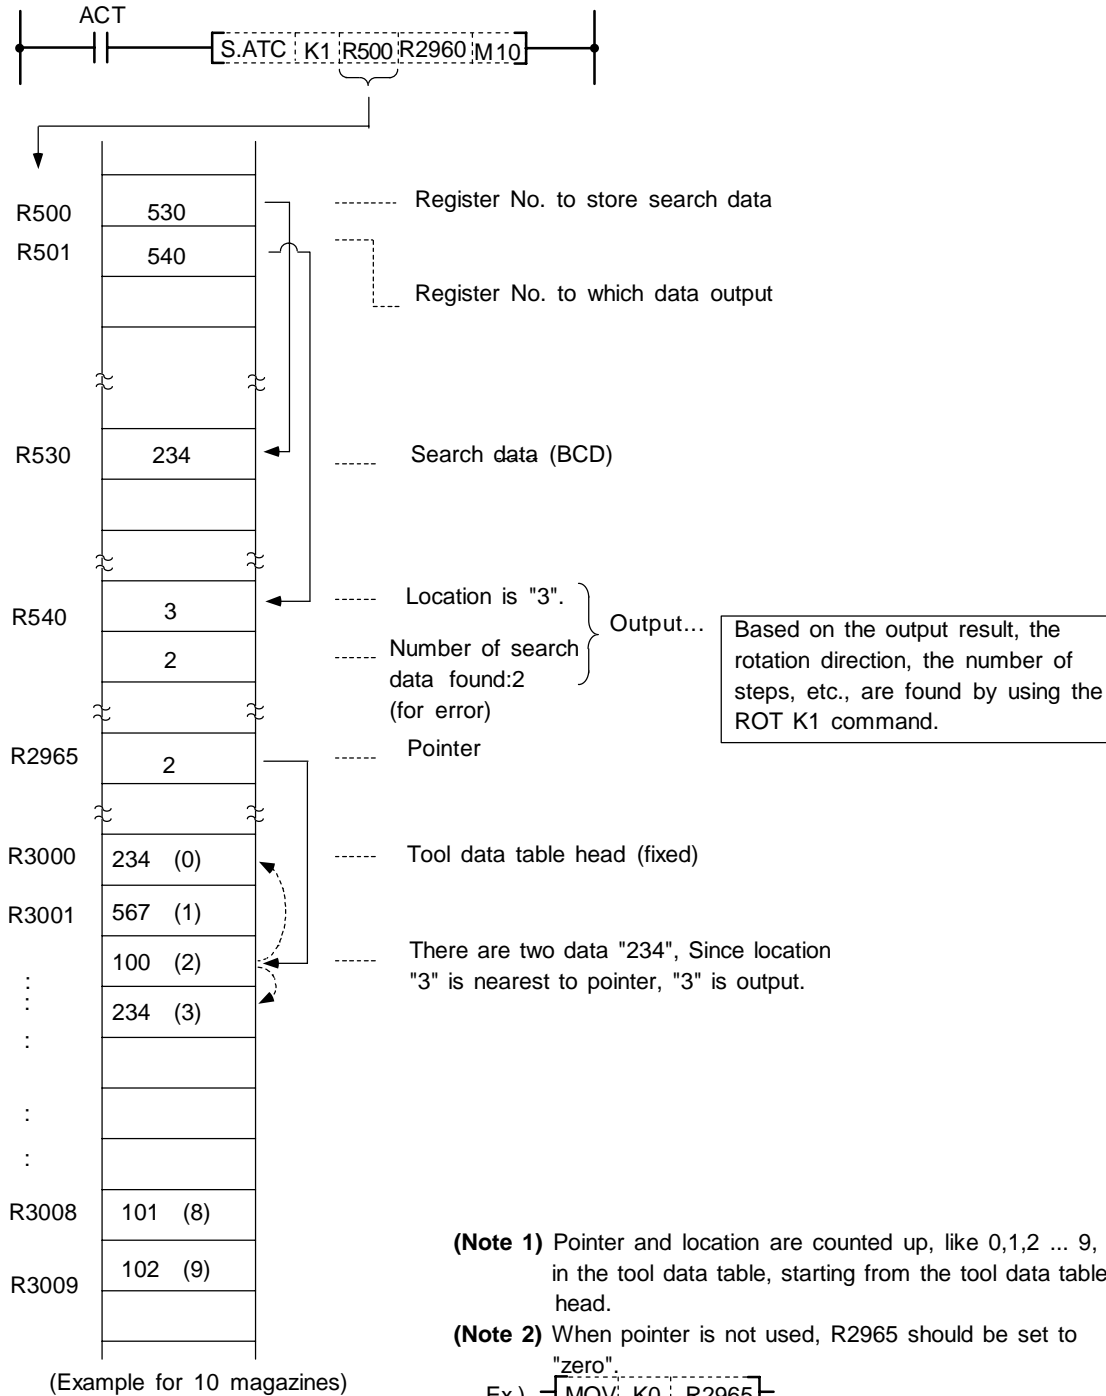 ACT
S.ATC K1 R500 R2960 M10
R500 530 Register No. to store search data
R501 540
Register No. to which data output
R530 234 Search data (BCD)
R540 3 Location is "3".
Output...
2 Number of search
data found:2
(for error)
Based on the output result, the
rotation direction, the number of
steps, etc., are found by using the
ROT K1 command.
R2965 2 Pointer
R3000 234 (0) Tool data table head (fixed)
R3001 567 (1)
100 (2) There are two data "234", Since location
"3" is nearest to pointer, "3" is output.
:
:
234 (3)
:
:
:
R3008 101 (8)
R3009 102 (9)
(Example for 10 magazines)
(Note 1) Pointer and location are counted up, like 0,1,2 ... 9,
in the tool data table, starting from the tool data table
head.
(Note 2) When pointer is not used, R2965 should be set to
"zero".
Ex.) MOV K0 R2965